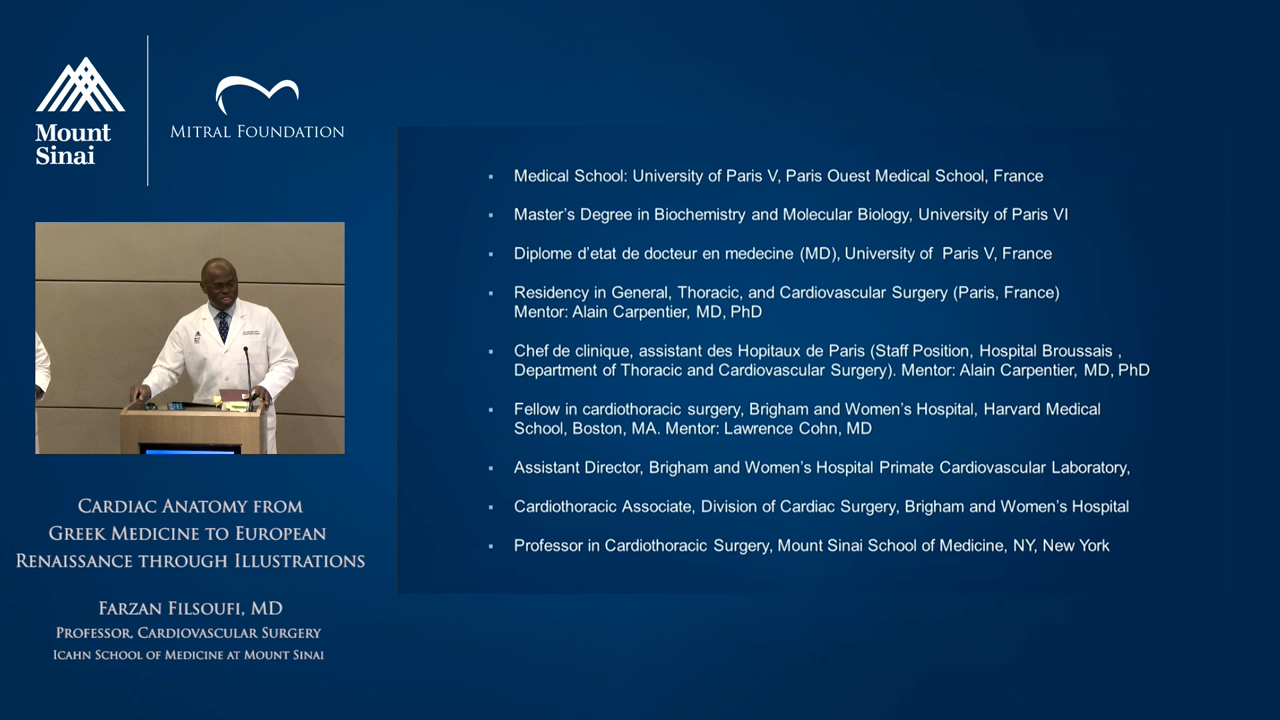 Mount
Sinai
MITRAL FOUNDATION
CARDIAC ANATOMY FROM
GREEK MEDICINE TO EUROPEAN
RENAISSANCE THROUGH ILLUSTRATIONS
FARZAN FILSOUFI, MD
PROFESSOR, CARDIOVASCULAR SURGERY
ICAHN SCHOOL OF MEDICINE AT MOUNT SINAI
▪ Medical School: University of Paris V, Paris Ouest Medical School, France
▪ Master’s Degree in Biochemistry and Molecular Biology, University of Paris VI
▪ Diplome d’etat de docteur en medecine (MD), University of Paris V, France
▪ Residency in General, Thoracic, and Cardiovascular Surgery (Paris, France)
Mentor: Alain Carpentier, MD, PhD
▪ Chef de clinique, assistant des Hopitaux de Paris (Staff Position, Hospital Broussais ,
Department of Thoracic and Cardiovascular Surgery). Mentor: Alain Carpentier, MD, PhD
▪ Fellow in cardiothoracic surgery, Brigham and Women’s Hospital, Harvard Medical
School, Boston, MA. Mentor: Lawrence Cohn, MD
▪ Assistant Director, Brigham and Women’s Hospital Primate Cardiovascular Laboratory,
▪ Cardiothoracic Associate, Division of Cardiac Surgery, Brigham and Women’s Hospital
▪ Professor in Cardiothoracic Surgery, Mount Sinai School of Medicine, NY, New York